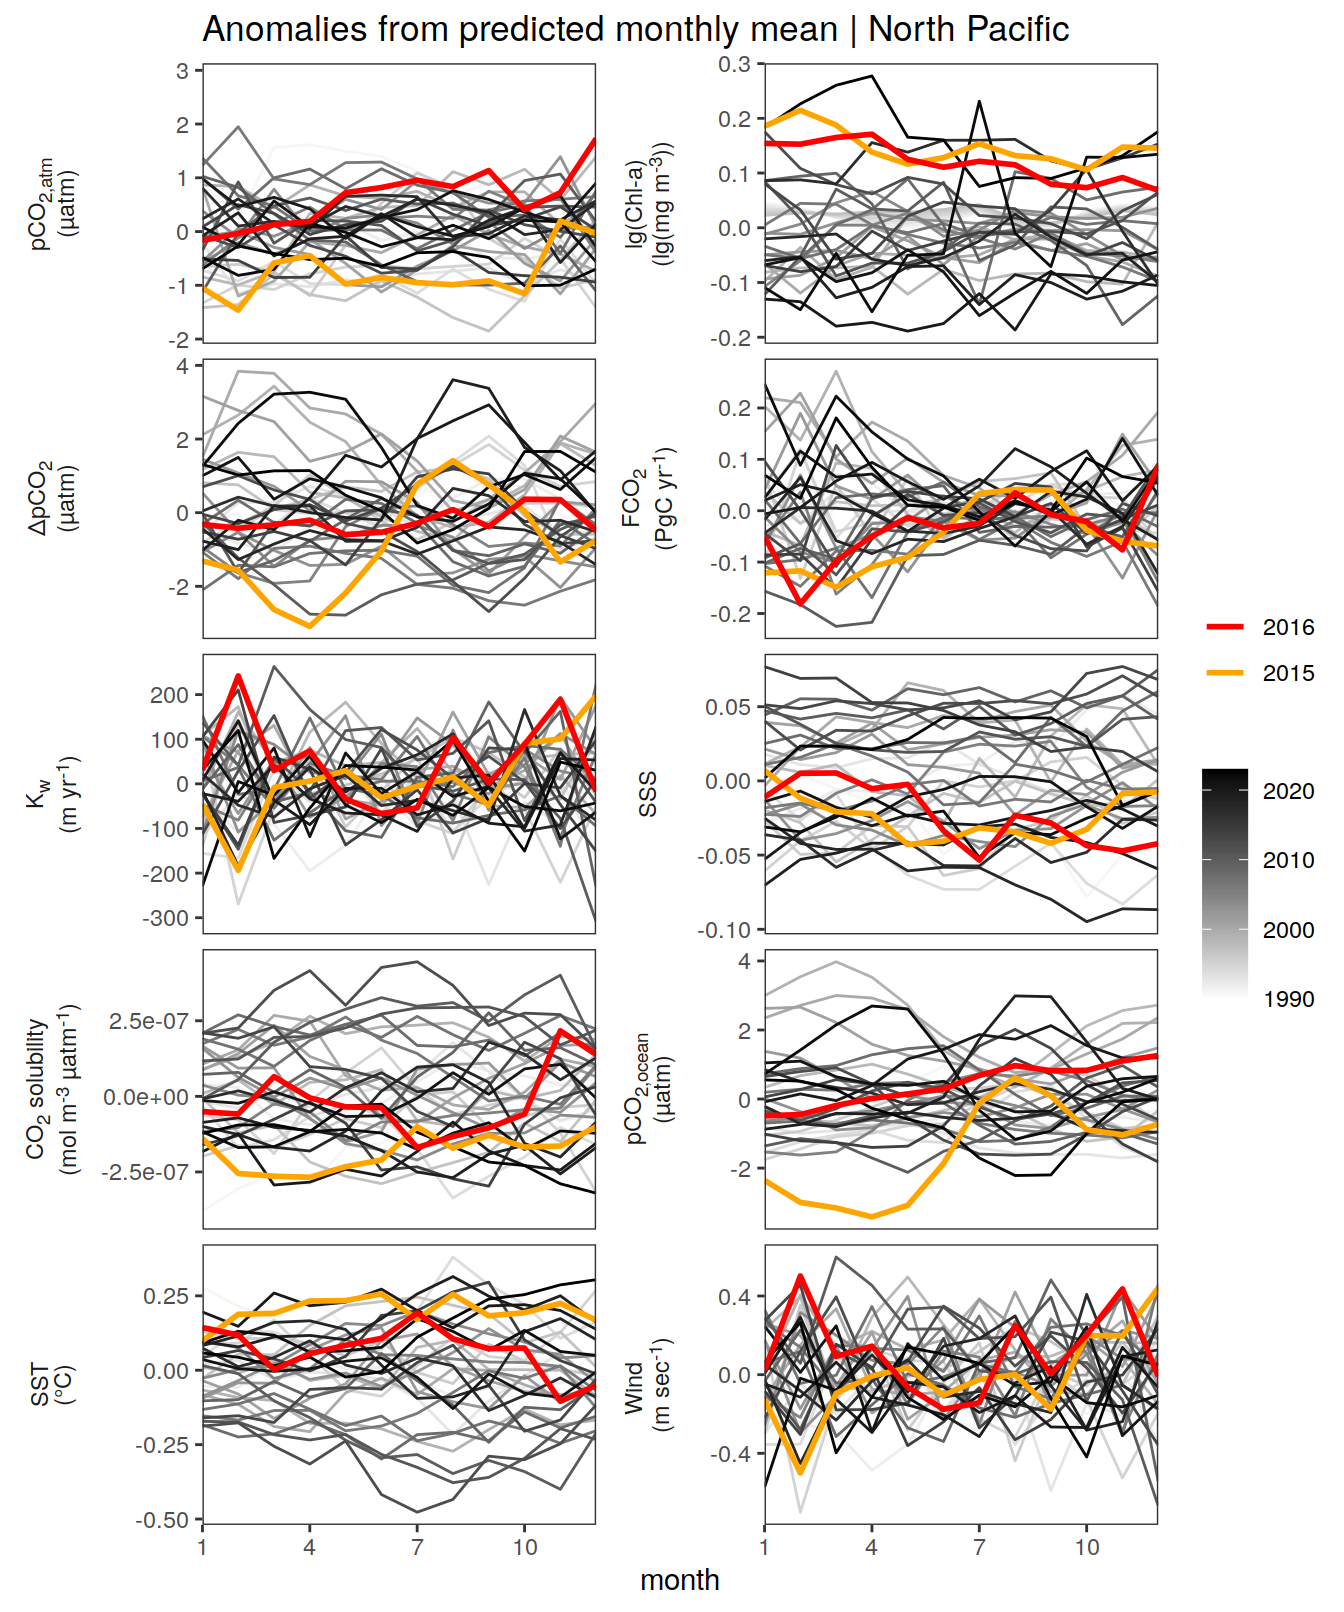 Anomalies from predicted monthly mean | North Pacific
pCO2,atm
(µatm)
3
2
1
0
-1
-2
lg(Chl-a)
(lg(mg m-3))
0.3
0.2
0.1
0.0
-0.1
-0.2
ΔpCO2
(µatm)
4
2
0
-2
FCO2
(PgC yr-1)
0.2
0.1
0.0
-0.1
-0.2
Kw
(m yr-1)
200
100
0
-100
-200
-300
SSS
0.05
0.00
-0.05
-0.10
CO2 solubility
(mol m-3 µatm-1)
2.5e-07
0.0e+00
-2.5e-07
pCO2,ocean
(µatm)
4
2
0
-2
SST
(°C)
0.25
0.00
-0.25
-0.50
Wind
(m sec-1)
0.4
0.0
-0.4
1 4 7 10
1 4 7 10
month
2016
2015
2020
2010
2000
1990